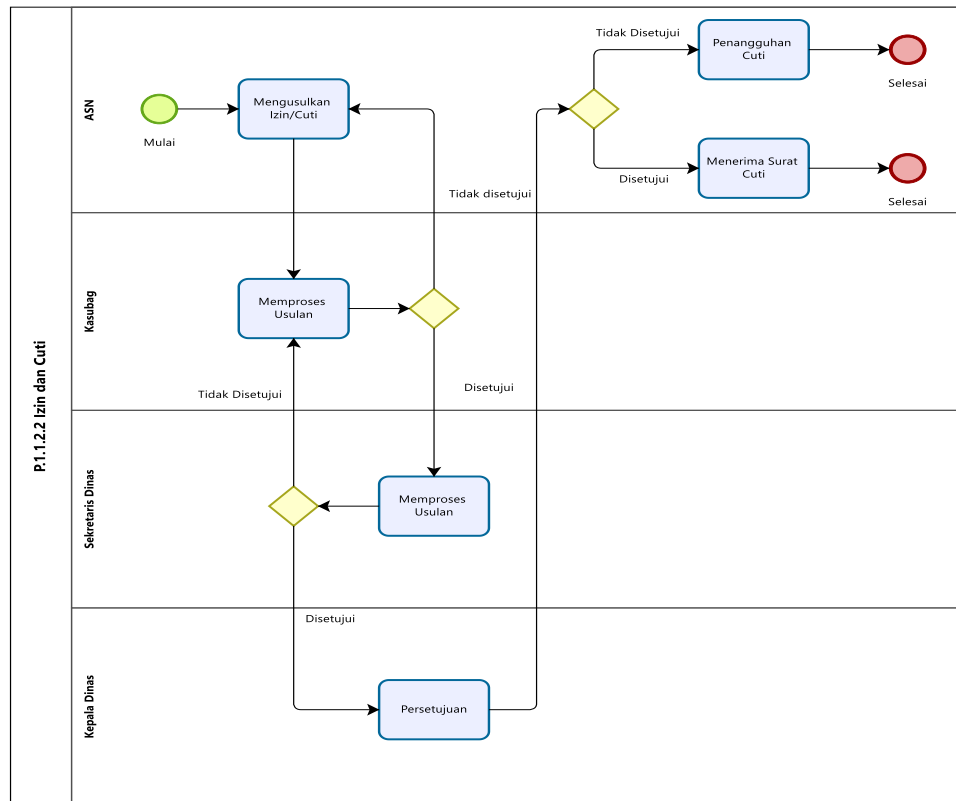 P.1.1.2.2 Izin dan Cuti
ASN
Mulai
Mengusulkan
Izin/Cuti
Tidak Disetujui
Penangguhan
Cuti
Selesai
Disetujui
Menerima Surat
Cuti
Selesai
Tidak disetujui
Kasubag
Memproses
Usulan
Tidak Disetujui
Disetujui
Sekretaris Dinas
Memproses
Usulan
Disetujui
Kepala Dinas
Persetujuan